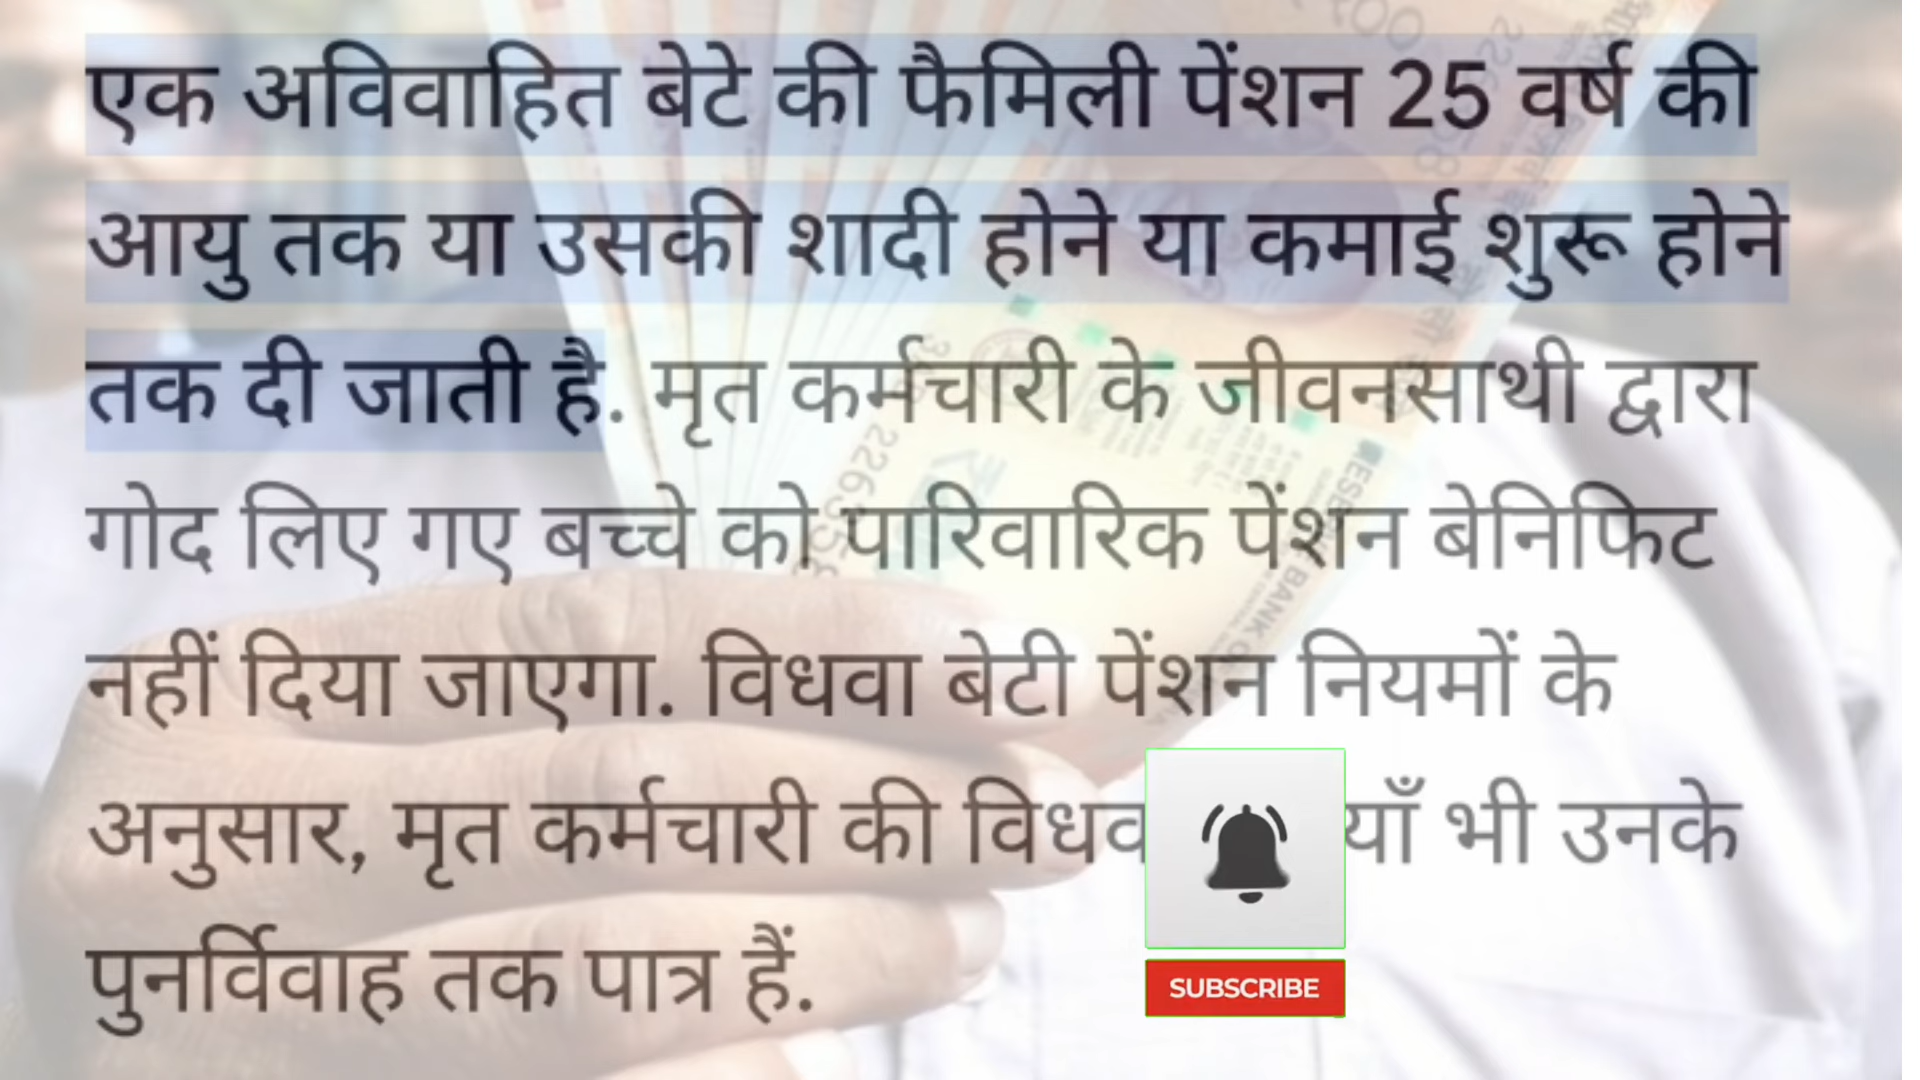 एक अविवाहित बेटे की फैमिली पेंशन 25 वर्ष की
आयु तक या उसकी शादी होने या कमाई शुरू होने
तक दी जाती है. मृत कर्मचारी के जीवनसाथी द्वारा
गोद लिए गए बच्चे को पारिवारिक पेंशन बेनिफिट
नहीं दिया जाएगा. विधवा बेटी पेंशन नियमों के
अनुसार, मृत कर्मचारी की भी उनके
पुनर्विवाह तक पात्र हैं.
SUBSCRIBE